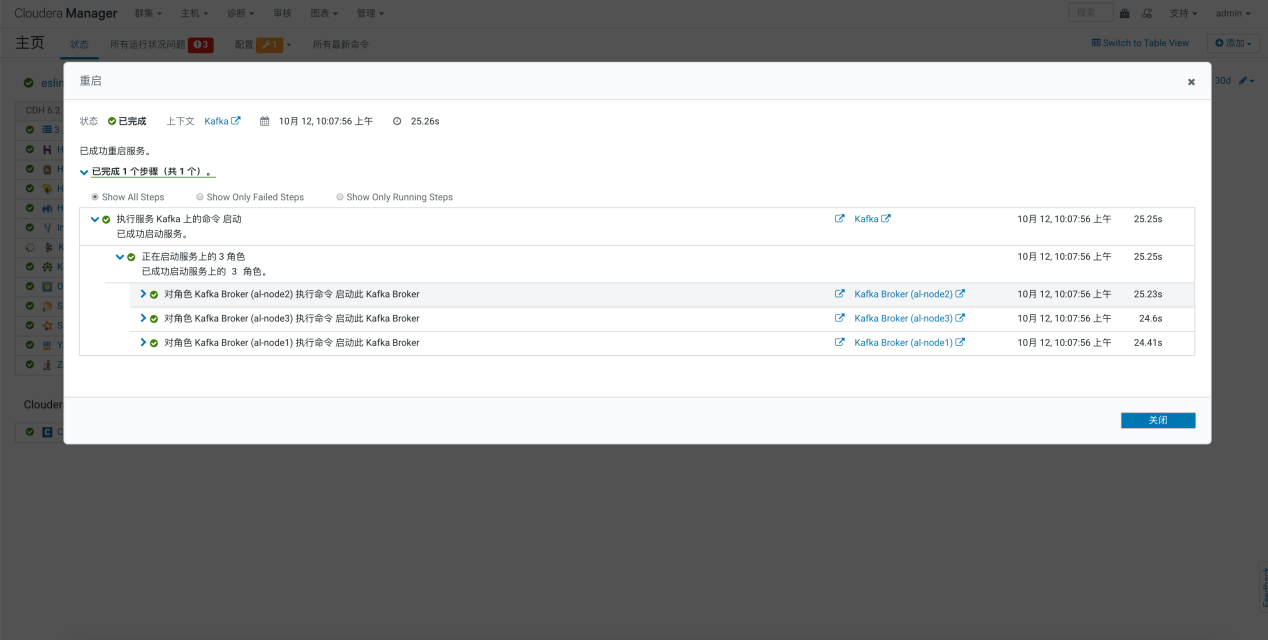 Cloudera Manager 群集 主机 诊断 审核 图表 管理 搜索 支持 admin
主页 状态 所有运行状况问题 3 配置 1 所有最新命令 Switch to Table View 添加
30d
CDH 6.2.
3
重启
状态 已完成 上下文 Kafka 10月 12, 10:07:56 上午 25.26s
已成功重启服务。
已完成 1 个步骤（共 1 个）。
Show All Steps Show Only Failed Steps Show Only Running Steps
执行服务 Kafka 上的命令 启动 Kafka 10月 12, 10:07:56 上午 25.25s
已成功启动服务。
正在启动服务上的 3 角色 10月 12, 10:07:56 上午 25.25s
已成功启动服务上的 3 角色。
对角色 Kafka Broker (al-node2) 执行命令 启动此 Kafka Broker Kafka Broker (al-node2) 10月 12, 10:07:56 上午 25.23s
对角色 Kafka Broker (al-node3) 执行命令 启动此 Kafka Broker Kafka Broker (al-node3) 10月 12, 10:07:56 上午 24.6s
对角色 Kafka Broker (al-node1) 执行命令 启动此 Kafka Broker Kafka Broker (al-node1) 10月 12, 10:07:56 上午 24.41s
关闭
Feedback